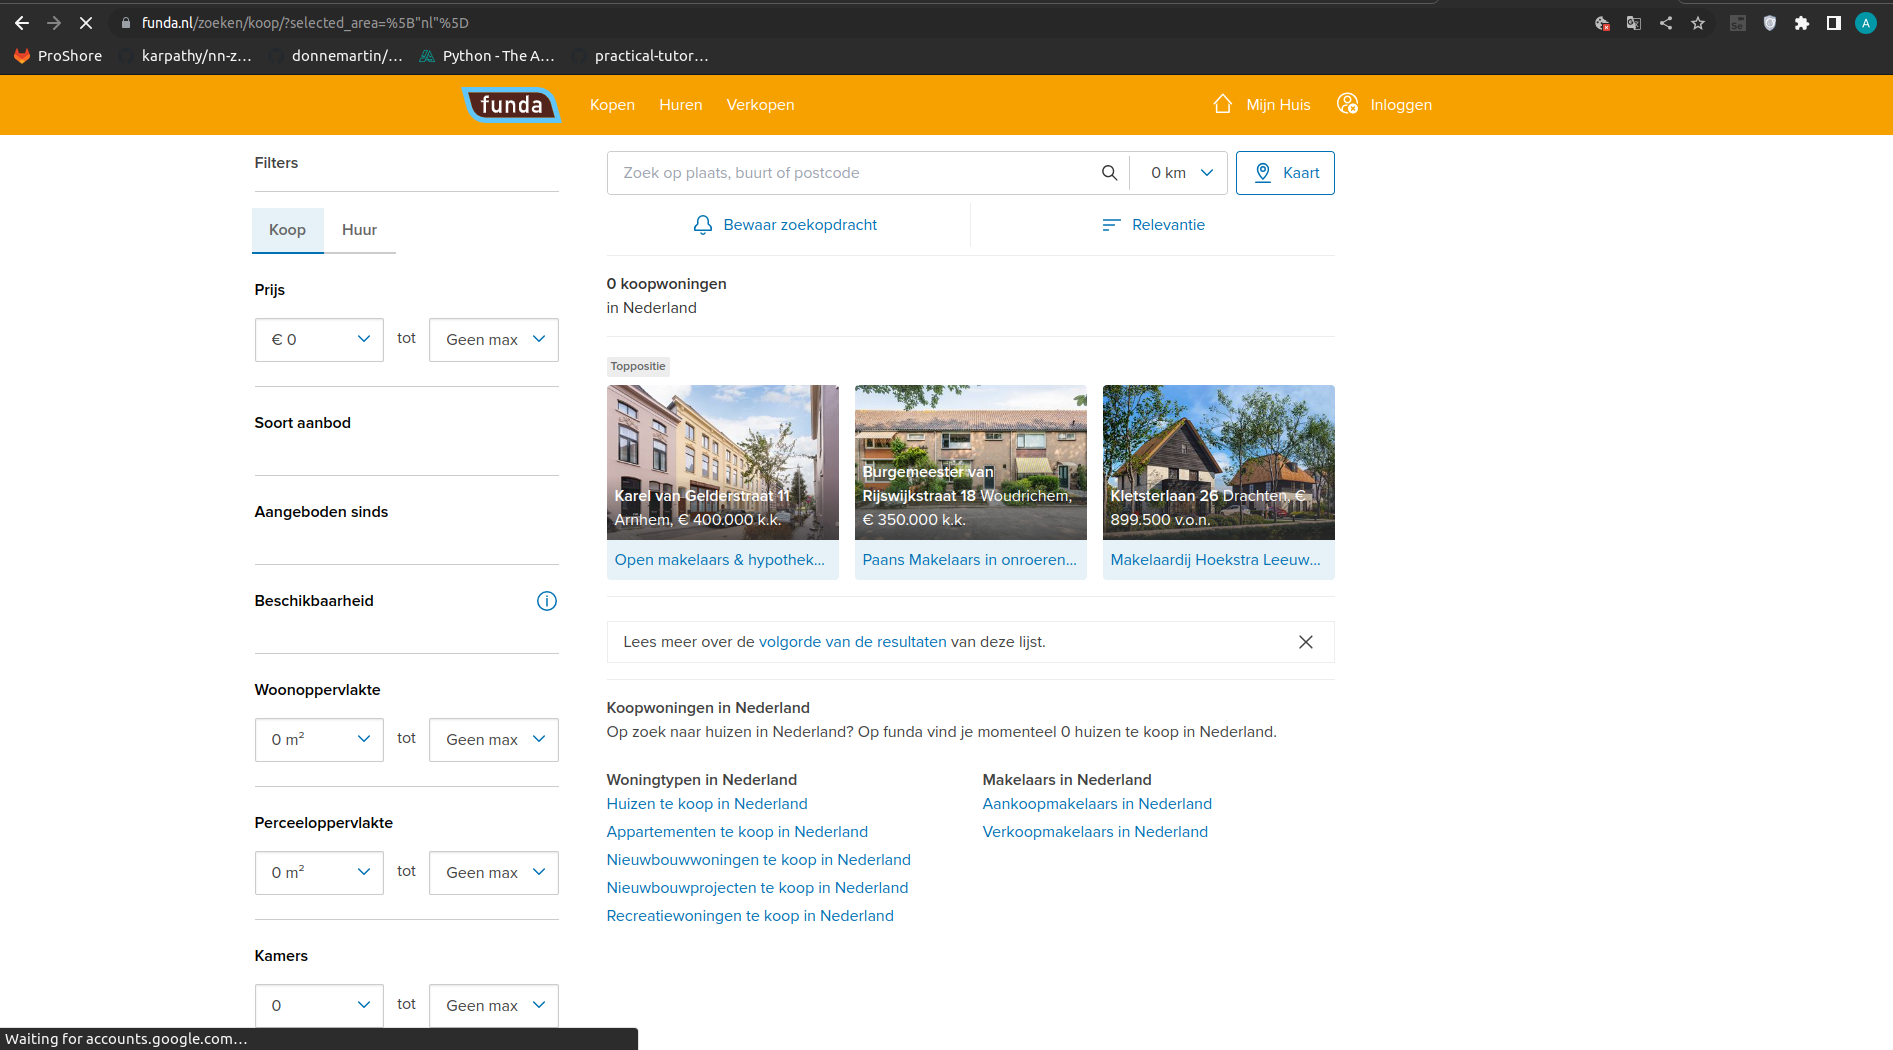 funda.nl/zoeken/koop/?selected_area=%5B"nl"%5D
A
ProShore
karpathy/nn-z...
donnemartin/...
Python - The A...
practical-tutor...
funda
Kopen
Huren
Verkopen
Mijn Huis
Inloggen
Filters
Koop
Huur
Prijs
€ 0
tot
Geen max
Soort aanbod
Aangeboden sinds
Beschikbaarheid
Woonoppervlakte
0 m²
tot
Geen max
Perceeloppervlakte
0 m²
tot
Geen max
Kamers
0
tot
Geen max
Zoek op plaats, buurt of postcode
0 km
Kaart
Bewaar zoekopdracht
Relevantie
0 koopwoningen
in Nederland
Toppositie
Karel van Gelderstraat 11
Arnhem, € 400.000 k.k.
Open makelaars & hypothek...
Burgemeester van
Rijswijkstraat 18 Woudrichem,
€ 350.000 k.k.
Paans Makelaars in onroeren...
Kletsterlaan 26 Drachten, €
899.500 v.o.n.
Makelaardij Hoekstra Leeuw...
Lees meer over de volgorde van de resultaten van deze lijst.
Koopwoningen in Nederland
Op zoek naar huizen in Nederland? Op funda vind je momenteel 0 huizen te koop in Nederland.
Woningtypen in Nederland
Huizen te koop in Nederland
Appartementen te koop in Nederland
Nieuwbouwwoningen te koop in Nederland
Nieuwbouwprojecten te koop in Nederland
Recreatiewoningen te koop in Nederland
Makelaars in Nederland
Aankoopmakelaars in Nederland
Verkoopmakelaars in Nederland
Waiting for accounts.google.com...